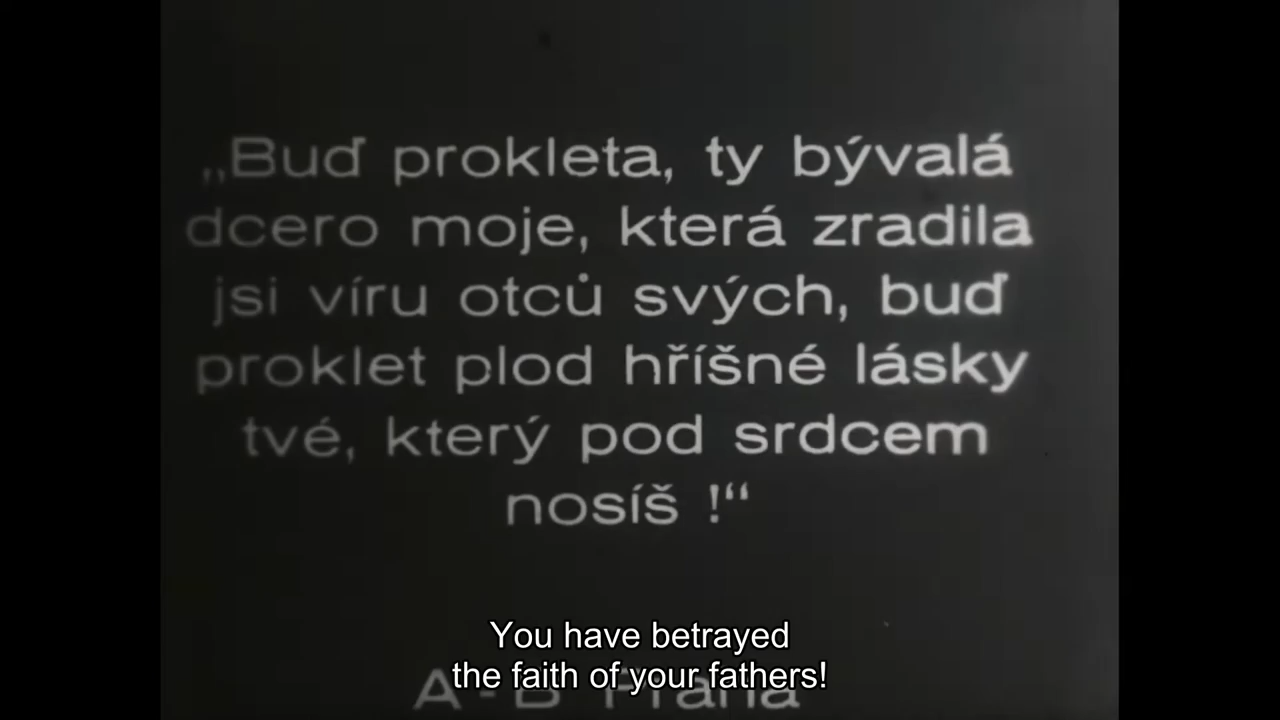 „Buď prokleta, ty bývalá
dcero moje, která zradila
jsi víru otců svých, buď
proklet plod hříšné lásky
tvé, který pod srdcem
nosíš !“
You have betrayed
the faith of your fathers!
A-B Praha